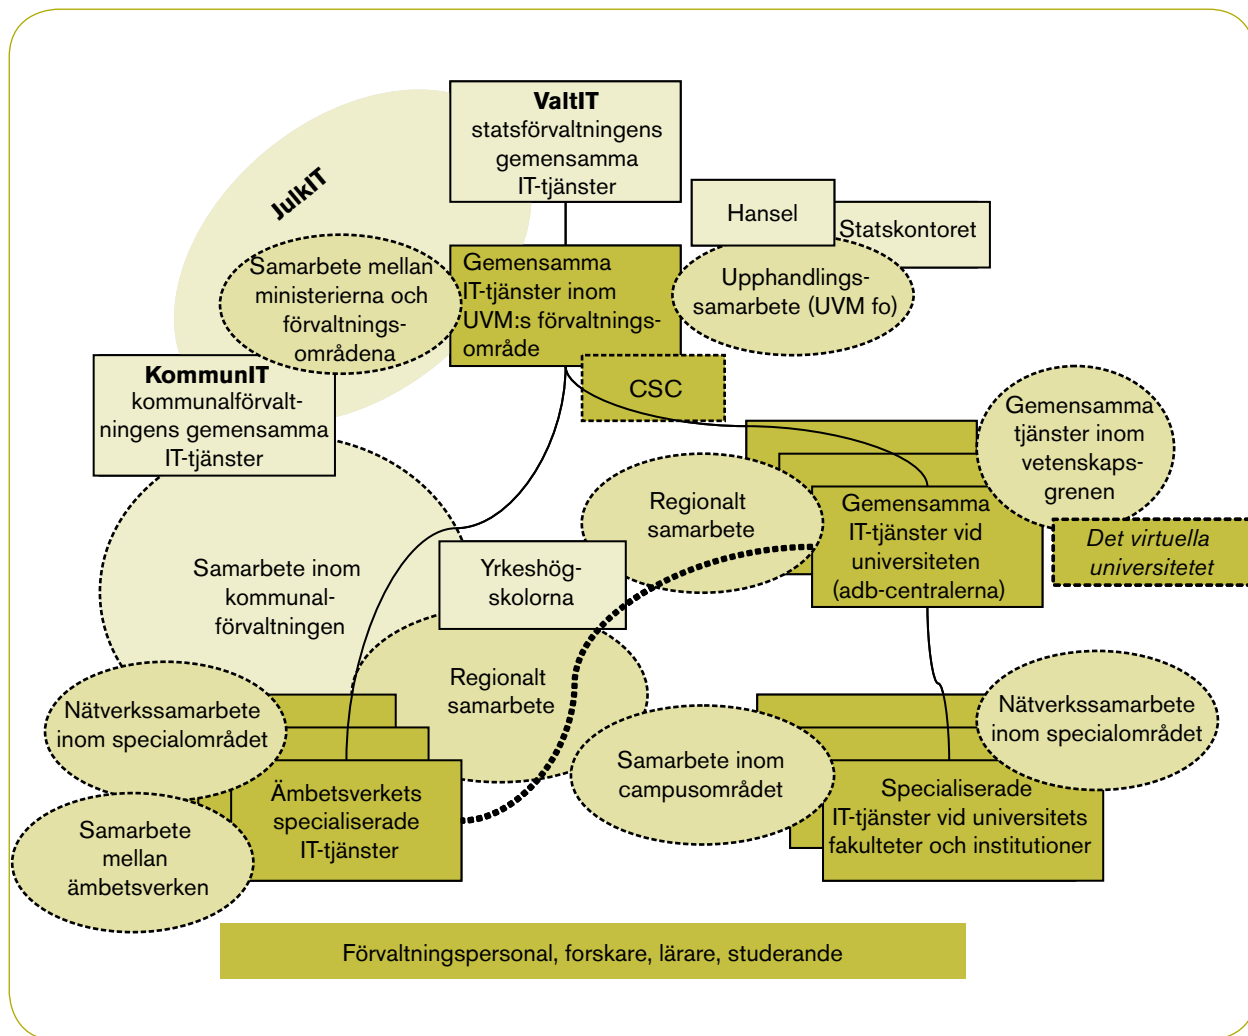 ValtIT
statsförvaltningens
gemensamma
IT-tjänster
JulkIT
Hansel
Statskontoret
Samarbete mellan
ministerierna och
förvaltnings-
områdena
Gemensamma
IT-tjänster inom
UVM:s förvaltnings-
område
Upphandlings-
samarbete (UVM fo)
KommunIT
kommunalförvalt-
ningens gemensamma
IT-tjänster
CSC
Gemensamma
tjänster inom
vetenskaps-
grenen
Regionalt
samarbete
Gemensamma
IT-tjänster vid
universiteten
(adb-centralerna)
Det virtuella
universitetet
Samarbete inom
kommunal-
förvaltningen
Yrkeshög-
skolorna
Regionalt
samarbete
Nätverkssamarbete
inom specialområdet
Nätverkssamarbete
inom specialområdet
Samarbete inom
campusområdet
Ämbetsverkets
specialiserade
IT-tjänster
Specialiserade
IT-tjänster vid universitets
fakulteter och institutioner
Samarbete
mellan
ämbetsverken
Förvaltningspersonal, forskare, lärare, studerande